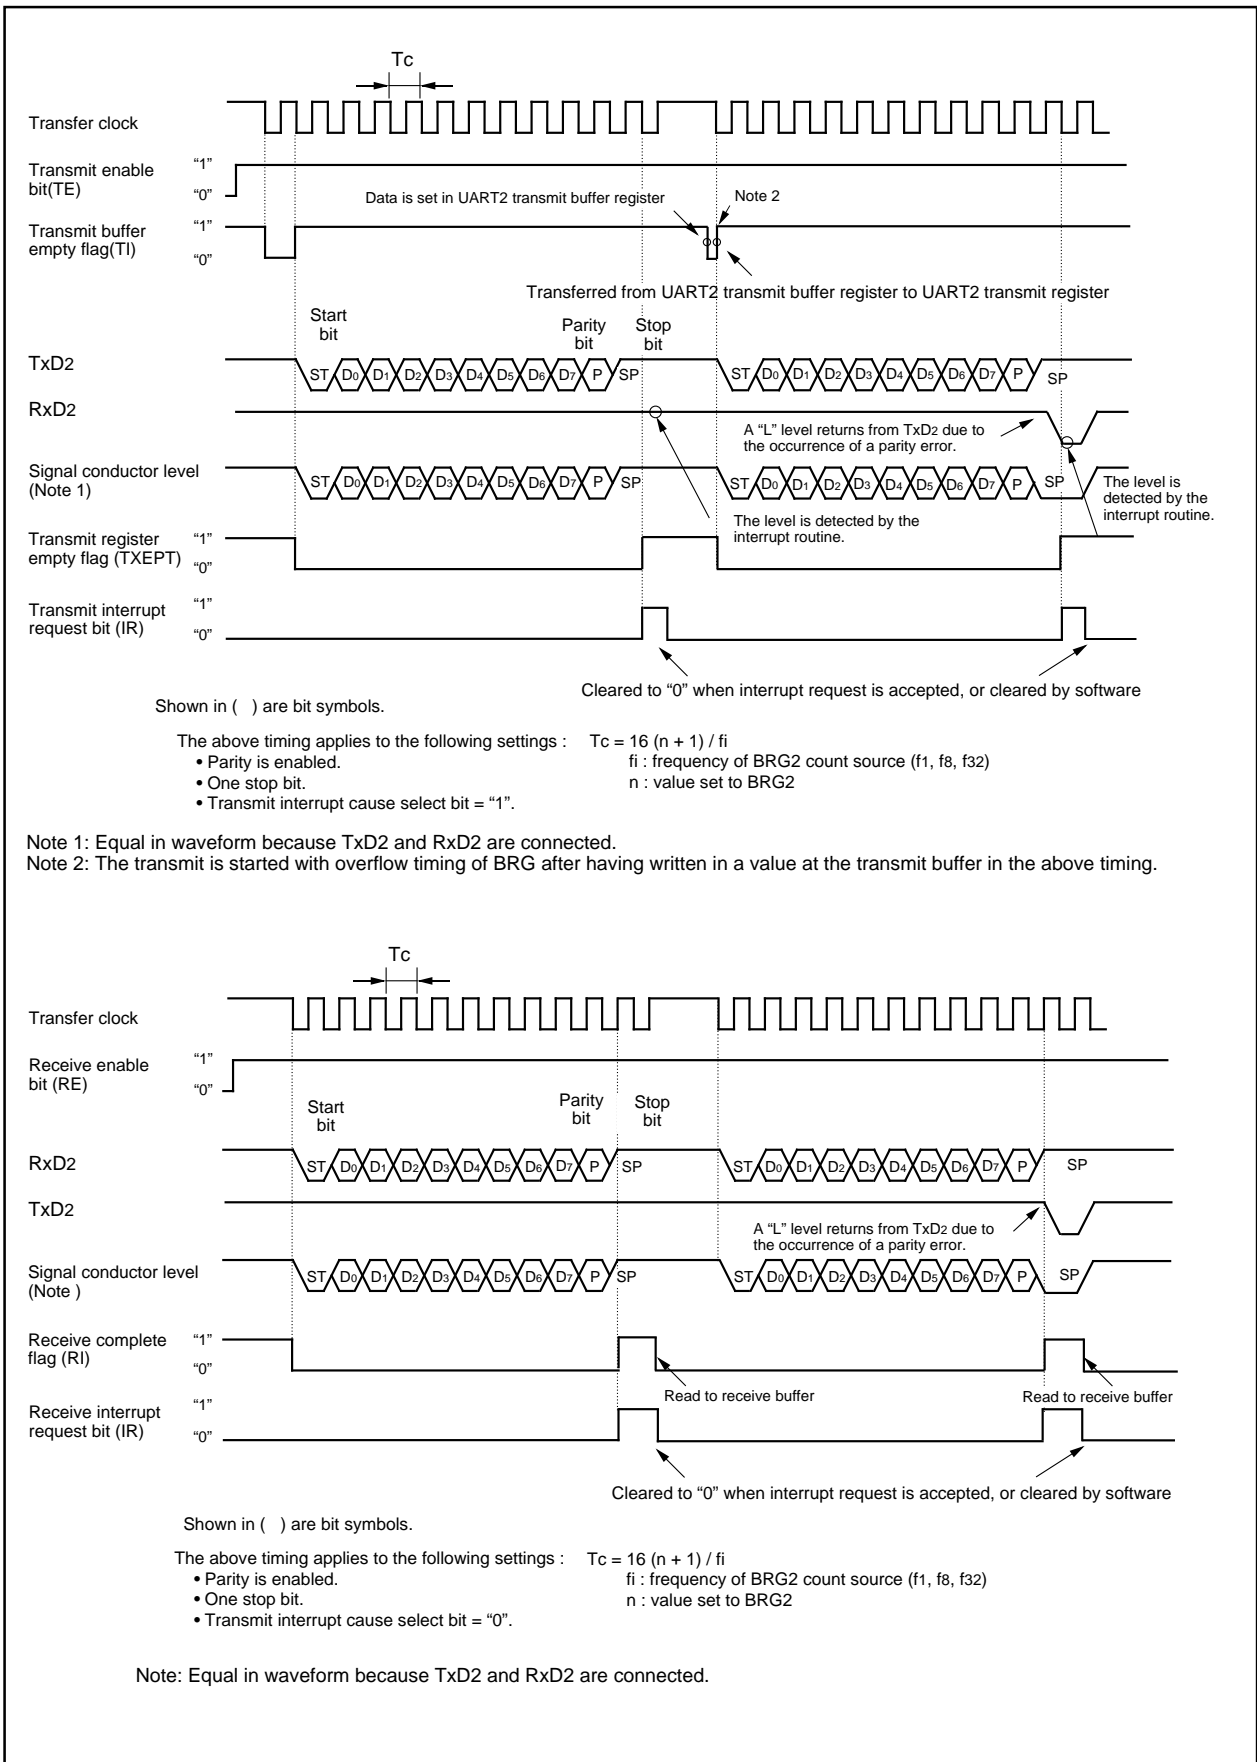 Tc
Transfer clock
Transmit enable bit(TE)
“1”
“0”
Data is set in UART2 transmit buffer register
Note 2
Transmit buffer empty flag(TI)
“1”
“0”
Transferred from UART2 transmit buffer register to UART2 transmit register
Start bit
Parity bit
Stop bit
TxD2
ST D0 D1 D2 D3 D4 D5 D6 D7 P SP
ST D0 D1 D2 D3 D4 D5 D6 D7 P SP
RxD2
A “L” level returns from TxD2 due to
the occurrence of a parity error.
Signal conductor level
(Note 1)
ST D0 D1 D2 D3 D4 D5 D6 D7 P SP
ST D0 D1 D2 D3 D4 D5 D6 D7 P SP
The level is
detected by the
interrupt routine.
The level is detected by the
interrupt routine.
Transmit register
empty flag (TXEPT)
“1”
“0”
Transmit interrupt
request bit (IR)
“1”
“0”
Cleared to “0” when interrupt request is accepted, or cleared by software
Shown in ( ) are bit symbols.
The above timing applies to the following settings :
• Parity is enabled.
• One stop bit.
• Transmit interrupt cause select bit = “1”.
Tc = 16 (n + 1) / fi
fi : frequency of BRG2 count source (f1, f8, f32)
n : value set to BRG2
Note 1: Equal in waveform because TxD2 and RxD2 are connected.
Note 2: The transmit is started with overflow timing of BRG after having written in a value at the transmit buffer in the above timing.
Tc
Transfer clock
Receive enable
bit (RE)
“1”
“0”
Start bit
Parity bit
Stop bit
RxD2
ST D0 D1 D2 D3 D4 D5 D6 D7 P SP
ST D0 D1 D2 D3 D4 D5 D6 D7 P SP
TxD2
A “L” level returns from TxD2 due to
the occurrence of a parity error.
Signal conductor level
(Note )
ST D0 D1 D2 D3 D4 D5 D6 D7 P SP
ST D0 D1 D2 D3 D4 D5 D6 D7 P SP
Receive complete
flag (RI)
“1”
“0”
Read to receive buffer
Read to receive buffer
Receive interrupt
request bit (IR)
“1”
“0”
Cleared to “0” when interrupt request is accepted, or cleared by software
Shown in ( ) are bit symbols.
The above timing applies to the following settings :
• Parity is enabled.
• One stop bit.
• Transmit interrupt cause select bit = “0”.
Tc = 16 (n + 1) / fi
fi : frequency of BRG2 count source (f1, f8, f32)
n : value set to BRG2
Note: Equal in waveform because TxD2 and RxD2 are connected.